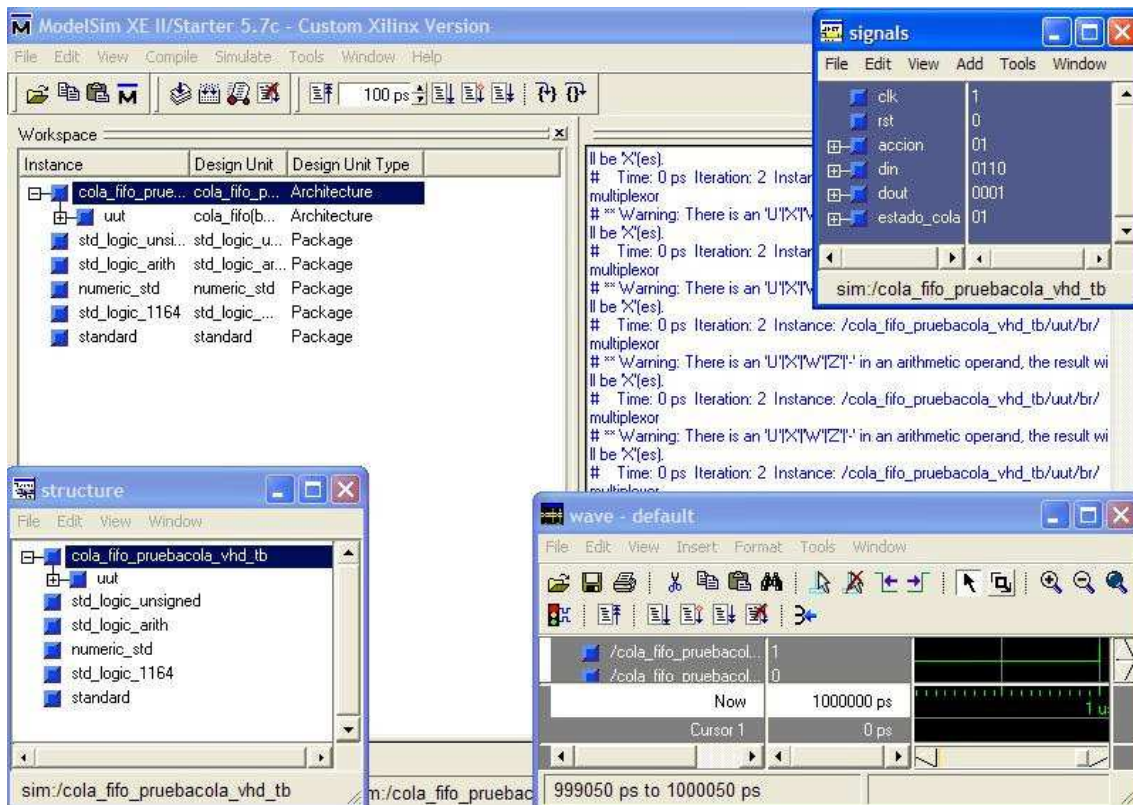 ModelSim XE II/Starter 5.7c - Custom Xilinx Version
File Edit View Compile Simulate Tools Window Help
100 ps
Workspace
Instance Design Unit Design Unit Type
cola_fifo_prue... cola_fifo_p... Architecture
uut cola_fifo(b... Architecture
std_logic_unsi... std_logic_u... Package
std_logic_arith std_logic_ar... Package
numeric_std numeric_std Package
std_logic_1164 std_logic_... Package
standard standard Package
ll be 'X'(es).
# Time: 0 ps Iteration: 2 Instar
multiplexor
# ** Warning: There is an 'U'|'X'|'
ll be 'X'(es).
# Time: 0 ps Iteration: 2 Instar
multiplexor
# ** Warning: There is an 'U'|'X'|'
ll be 'X'(es).
# Time: 0 ps Iteration: 2 Instance: /cola_fifo_pruebacola_vhd_tb/uut/br/
multiplexor
# ** Warning: There is an 'U'|'X'|'W'|'Z'|'-' in an arithmetic operand, the result wi
ll be 'X'(es).
# Time: 0 ps Iteration: 2 Instance: /cola_fifo_pruebacola_vhd_tb/uut/br/
multiplexor
# ** Warning: There is an 'U'|'X'|'W'|'Z'|'-' in an arithmetic operand, the result wi
ll be 'X'(es).
# Time: 0 ps Iteration: 2 Instance: /cola_fifo_pruebacola_vhd_tb/uut/br/
multiplexor
signals
File Edit View Add Tools Window
clk 1
rst 0
accion 01
din 0110
dout 0001
estado_cola 01
sim:/cola_fifo_pruebacola_vhd_tb
structure
File Edit View Window
cola_fifo_pruebacola_vhd_tb
uut
std_logic_unsigned
std_logic_arith
numeric_std
std_logic_1164
standard
sim:/cola_fifo_pruebacola_vhd_tb
m:/cola_fifo_pruebac
wave - default
File Edit View Insert Format Tools Window
/cola_fifo_pruebacol... 1
/cola_fifo_pruebacol... 0
Now 1000000 ps 1 u
Cursor 1 0 ps
999050 ps to 1000050 ps